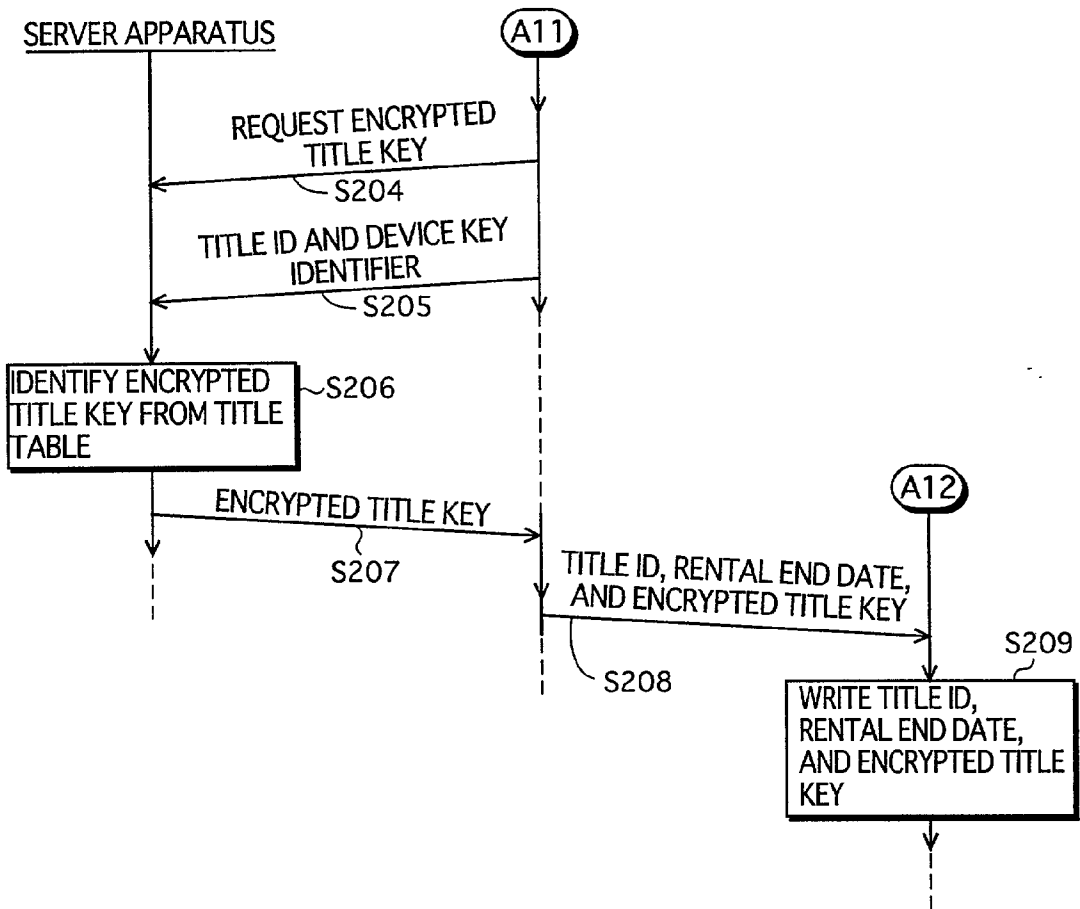 SERVER APPARATUS
A11
REQUEST ENCRYPTED
TITLE KEY
S204
TITLE ID AND DEVICE KEY
IDENTIFIER
S205
IDENTIFY ENCRYPTED
TITLE KEY FROM TITLE
TABLE
S206
A12
ENCRYPTED TITLE KEY
S207
TITLE ID, RENTAL END DATE,
AND ENCRYPTED TITLE KEY
S208
S209
WRITE TITLE ID,
RENTAL END DATE,
AND ENCRYPTED TITLE
KEY